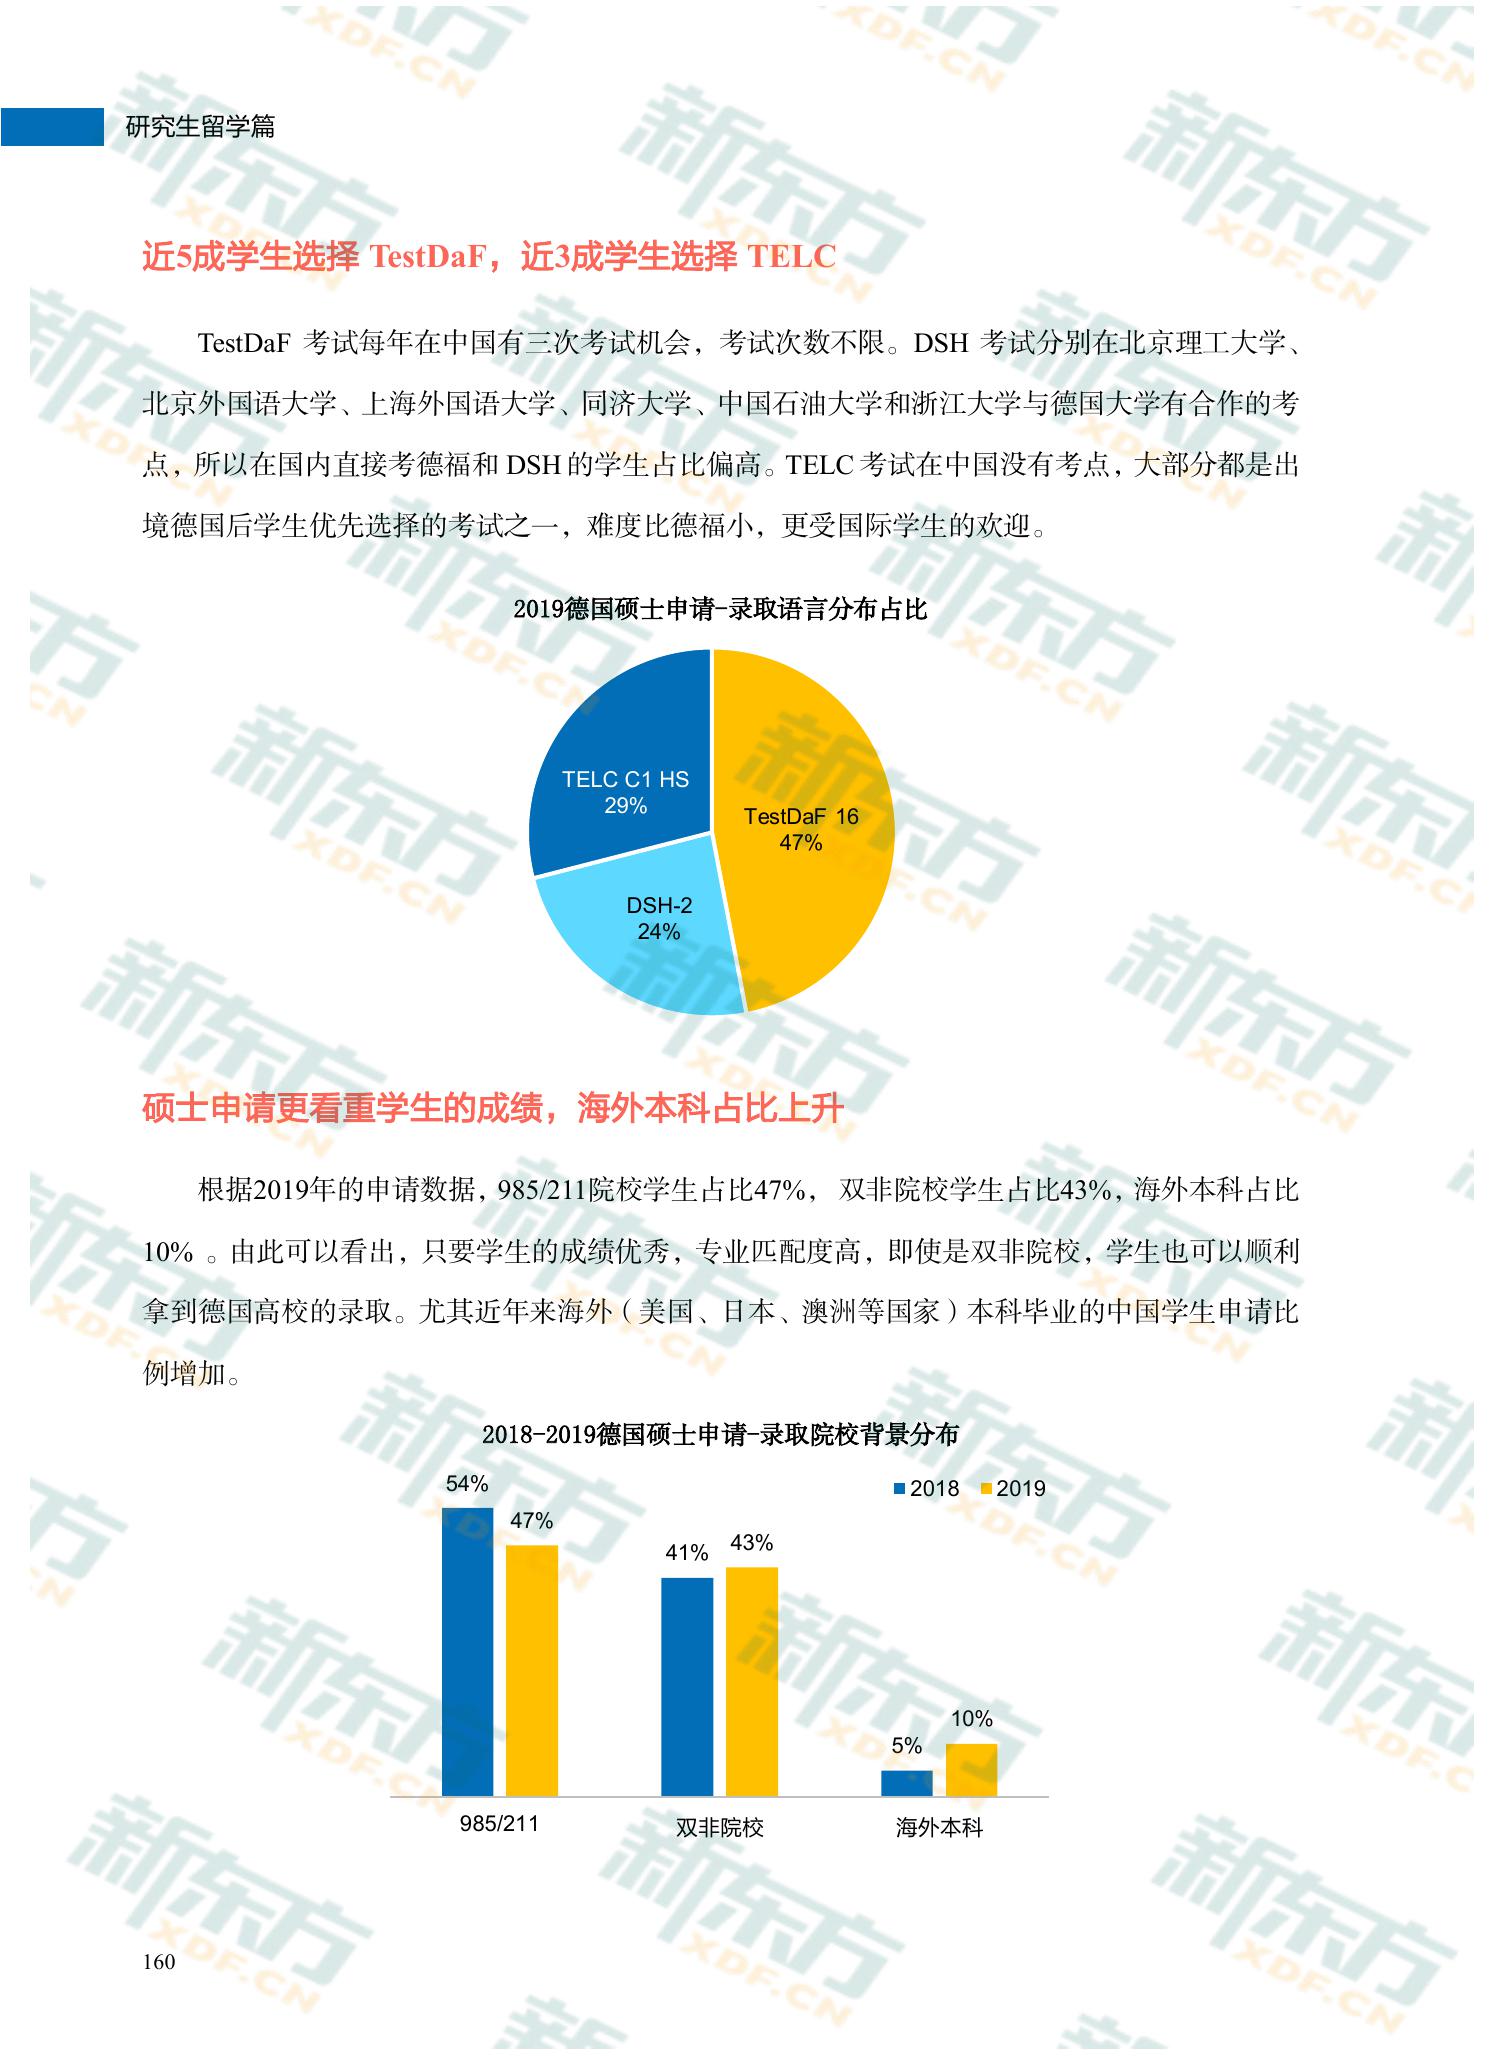 研究生留学篇
近5成学生选择 TestDaF，近3成学生选择 TELC
TestDaF 考试每年在中国有三次考试机会，考试次数不限。DSH 考试分别在北京理工大学、
北京外国语大学、上海外国语大学、同济大学、中国石油大学和浙江大学与德国大学有合作的考
点，所以在国内直接考德福和 DSH 的学生占比偏高。TELC 考试在中国没有考点，大部分都是出
境德国后学生优先选择的考试之一，难度比德福小，更受国际学生的欢迎。
2019德国硕士申请-录取语言分布占比
TELC C1 HS
29%
TestDaF 16
47%
DSH-2
24%
硕士申请更看重学生的成绩，海外本科占比上升
根据2019年的申请数据，985/211院校学生占比47%， 双非院校学生占比43%，海外本科占比
10% 。由此可以看出，只要学生的成绩优秀，专业匹配度高，即使是双非院校，学生也可以顺利
拿到德国高校的录取。尤其近年来海外（美国、日本、澳洲等国家）本科毕业的中国学生申请比
例增加。
2018-2019德国硕士申请-录取院校背景分布
2018 2019
54%
47%
41%
43%
5%
10%
985/211
双非院校
海外本科
160
新东方
XDF.CN